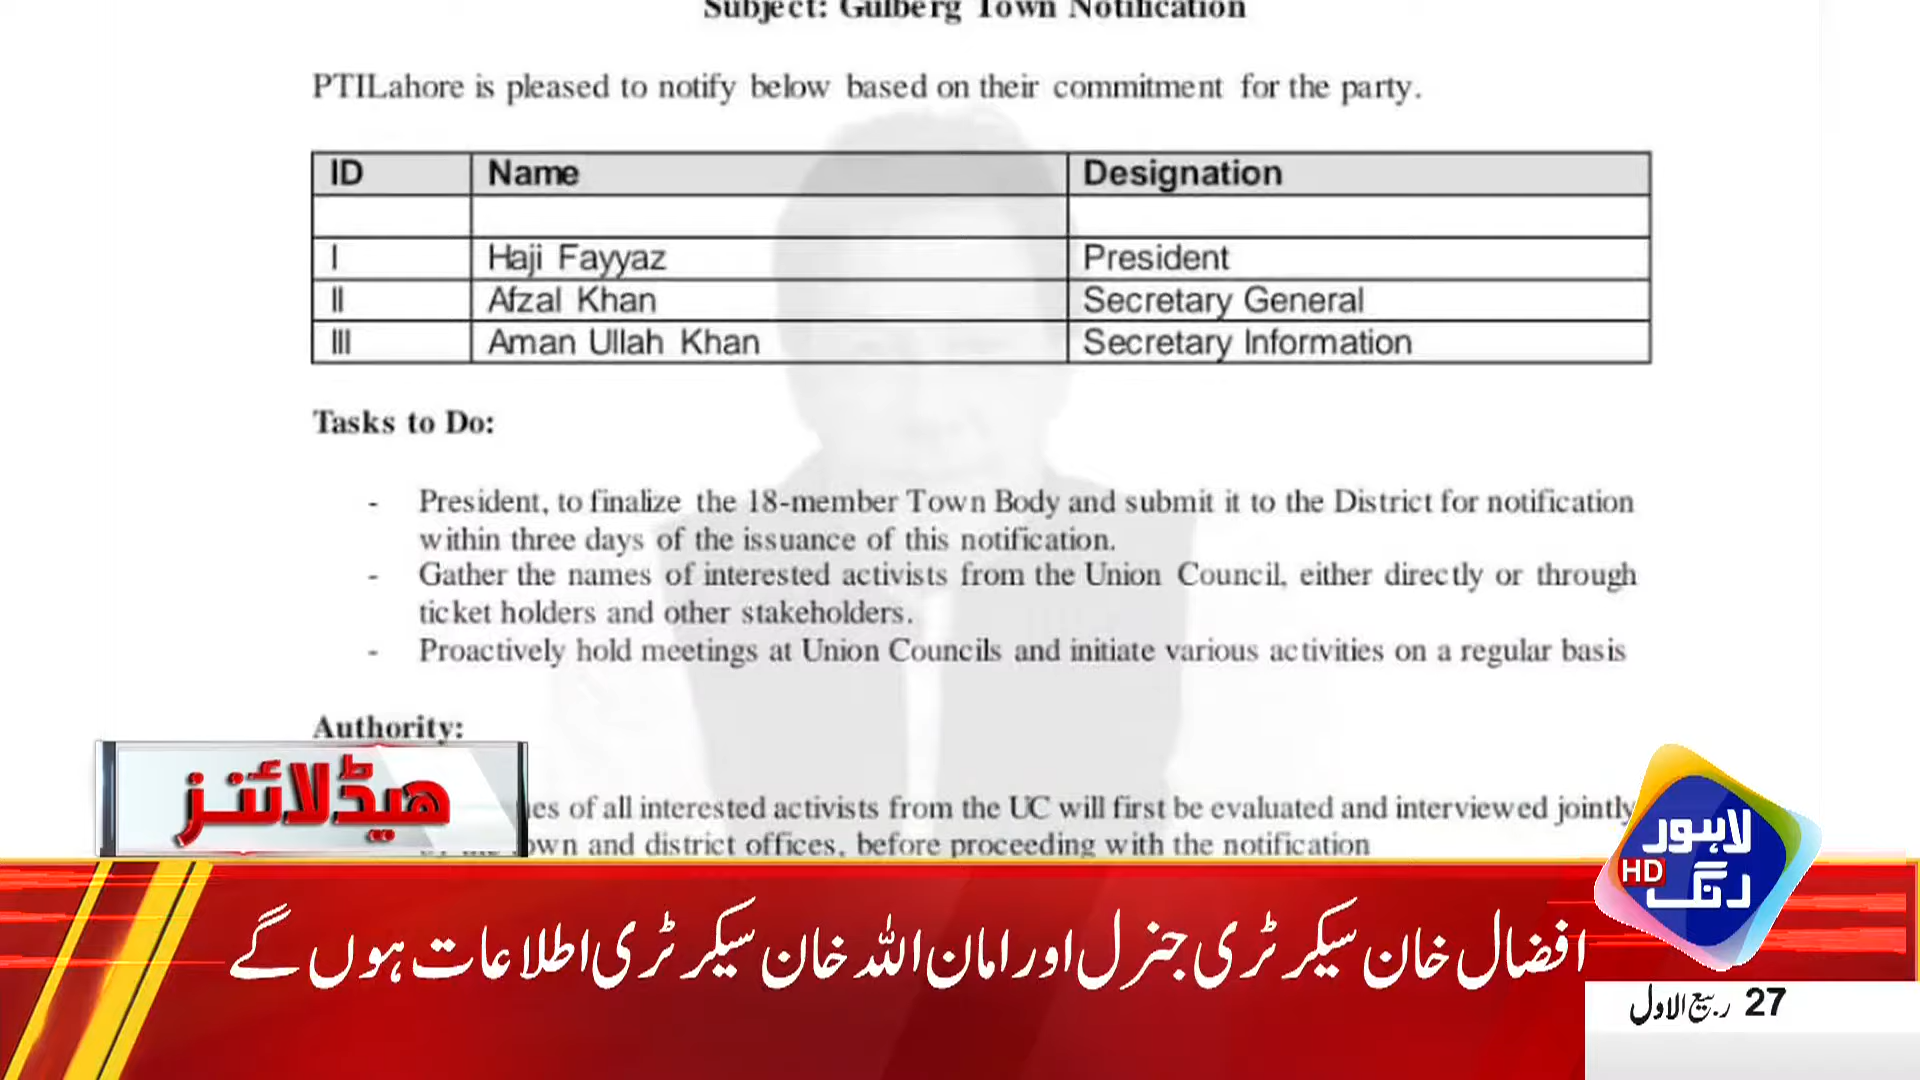 Subject: Gulberg Town Notification
PTILahore is pleased to notify below based on their commitment for the party.
ID Name Designation
I Haji Fayyaz President
II Afzal Khan Secretary General
III Aman Ullah Khan Secretary Information
Tasks to Do:
- President, to finalize the 18-member Town Body and submit it to the District for notification
within three days of the issuance of this notification.
- Gather the names of interested activists from the Union Council, either directly or through
ticket holders and other stakeholders.
- Proactively hold meetings at Union Councils and initiate various activities on a regular basis
Authority:
of all interested activists from the UC will first be evaluated and interviewed jointly
and district offices, before proceeding with the notification
ہیڈلائنز
لاہور
رنگ
HD
افضال خان سیکرٹری جنرل اور امان اللہ خان سیکرٹری اطلاعات ہوں گے
27 ربیع الاول